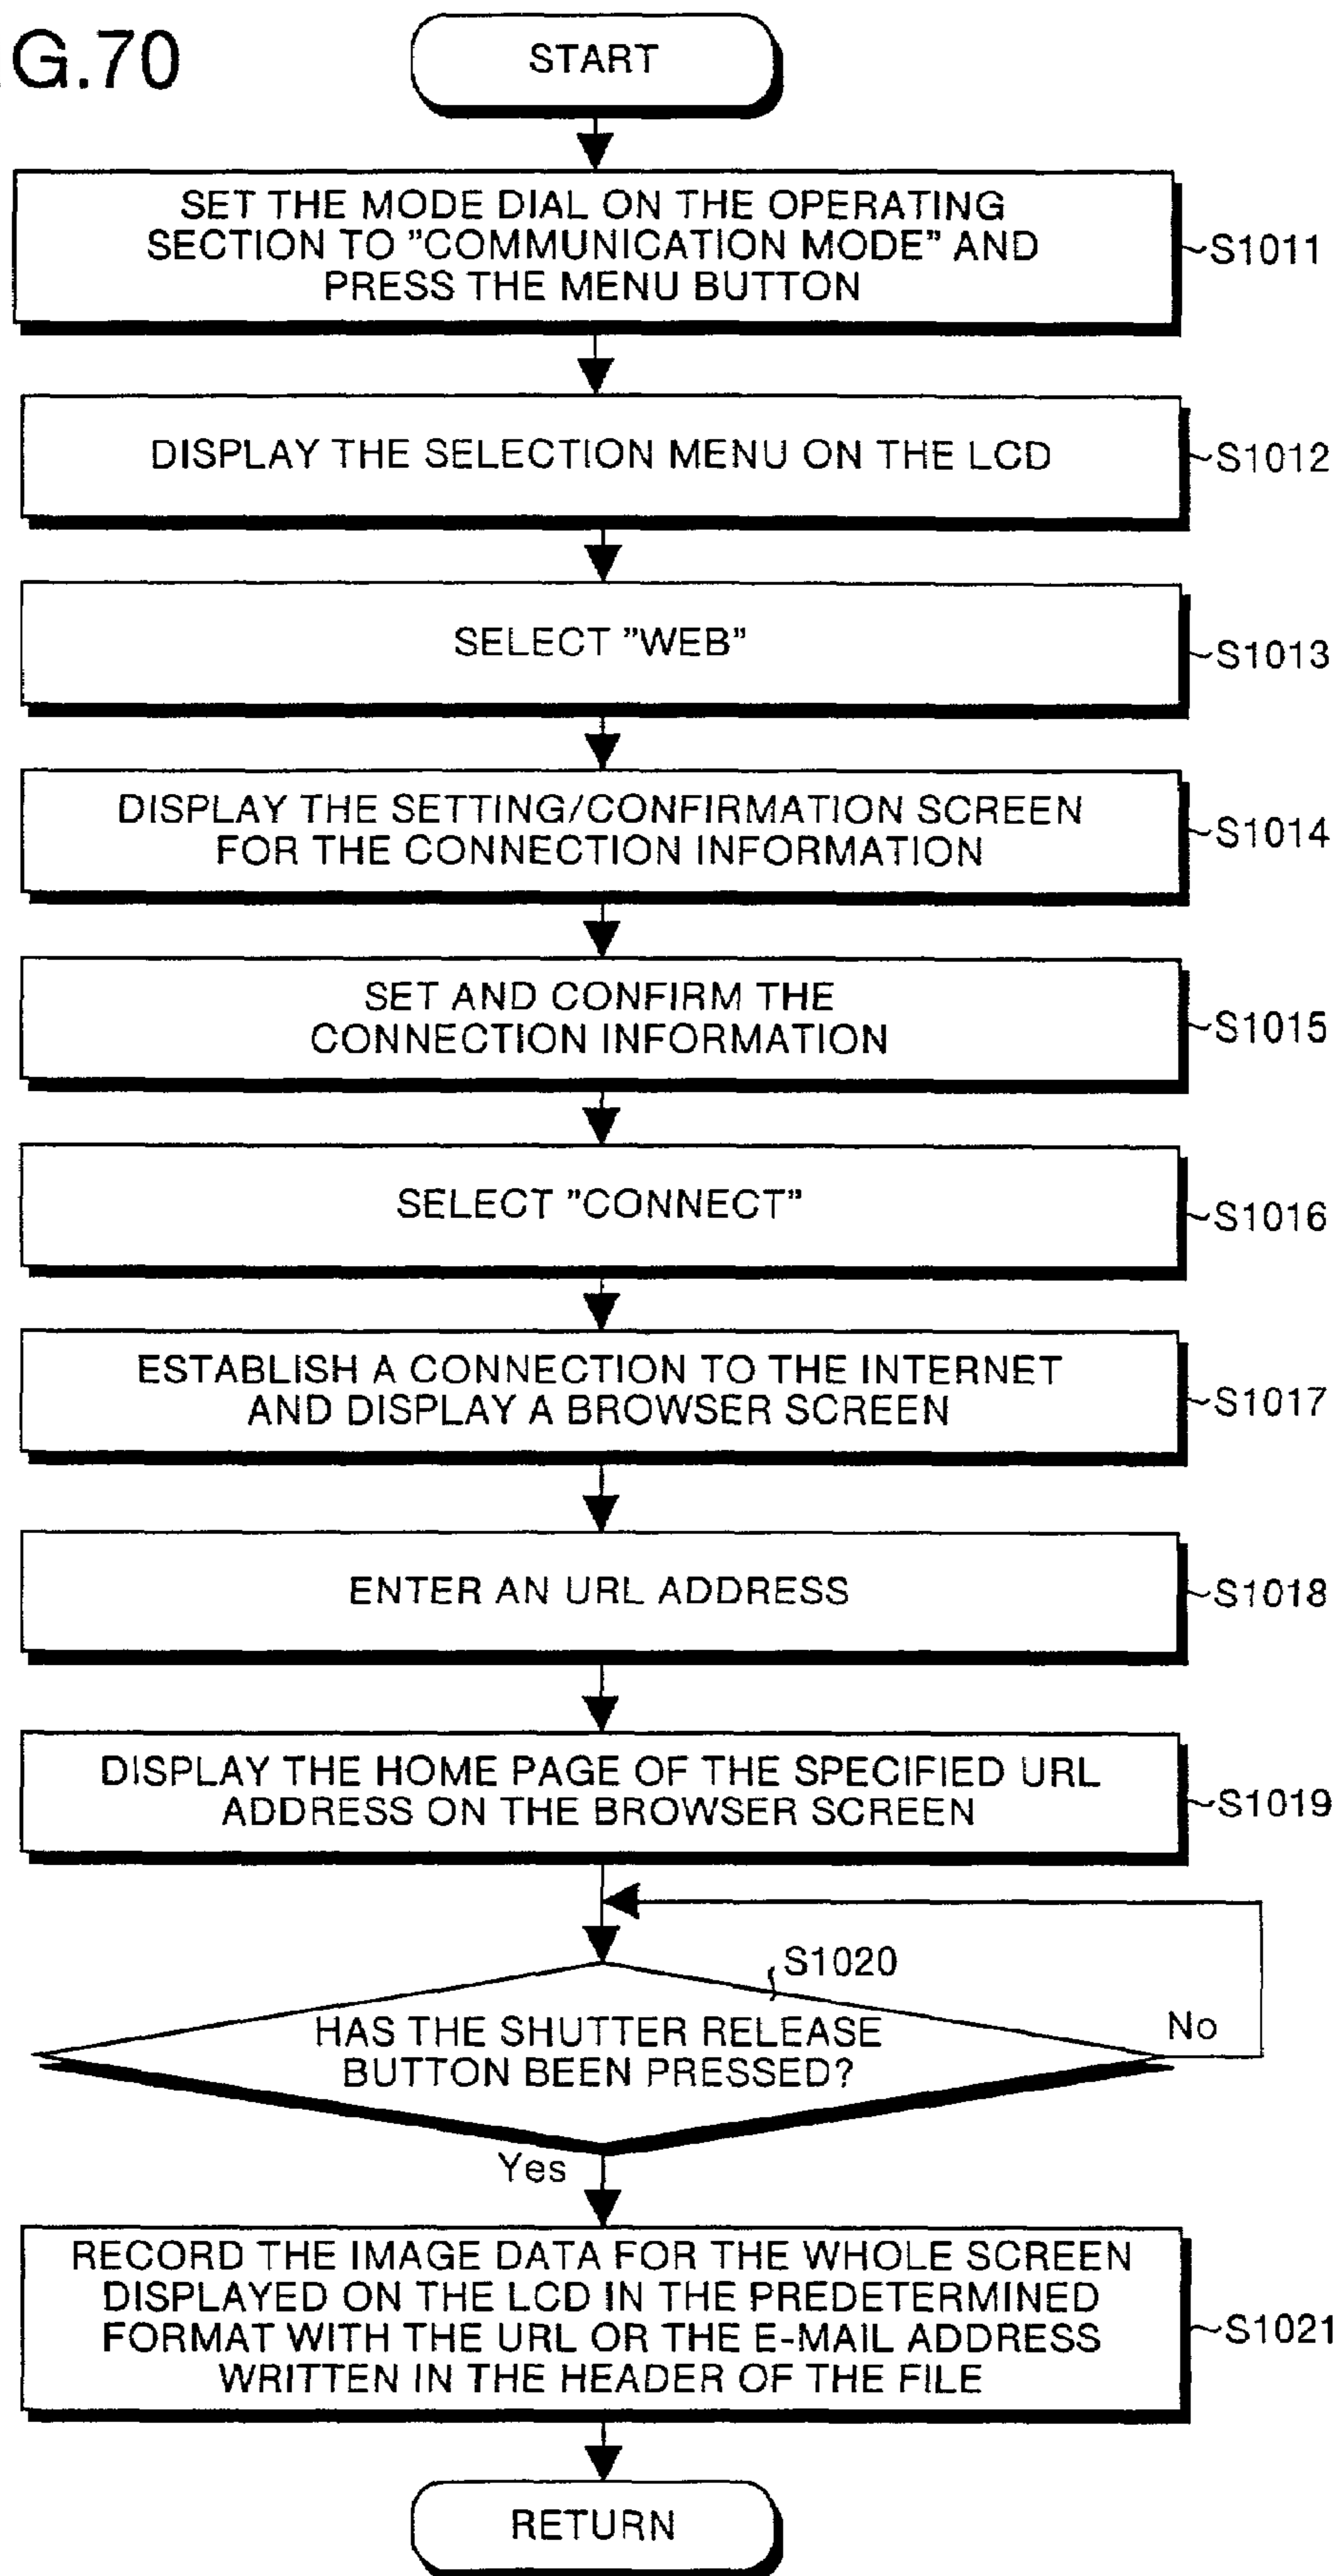 G.70
START
SET THE MODE DIAL ON THE OPERATING
SECTION TO "COMMUNICATION MODE" AND
PRESS THE MENU BUTTON
S1011
DISPLAY THE SELECTION MENU ON THE LCD
S1012
SELECT "WEB"
S1013
DISPLAY THE SETTING/CONFIRMATION SCREEN
FOR THE CONNECTION INFORMATION
S1014
SET AND CONFIRM THE
CONNECTION INFORMATION
S1015
SELECT "CONNECT"
S1016
ESTABLISH A CONNECTION TO THE INTERNET
AND DISPLAY A BROWSER SCREEN
S1017
ENTER AN URL ADDRESS
S1018
DISPLAY THE HOME PAGE OF THE SPECIFIED URL
ADDRESS ON THE BROWSER SCREEN
S1019
S1020
HAS THE SHUTTER RELEASE
BUTTON BEEN PRESSED?
No
Yes
RECORD THE IMAGE DATA FOR THE WHOLE SCREEN
DISPLAYED ON THE LCD IN THE PREDETERMINED
FORMAT WITH THE URL OR THE E-MAIL ADDRESS
WRITTEN IN THE HEADER OF THE FILE
S1021
RETURN